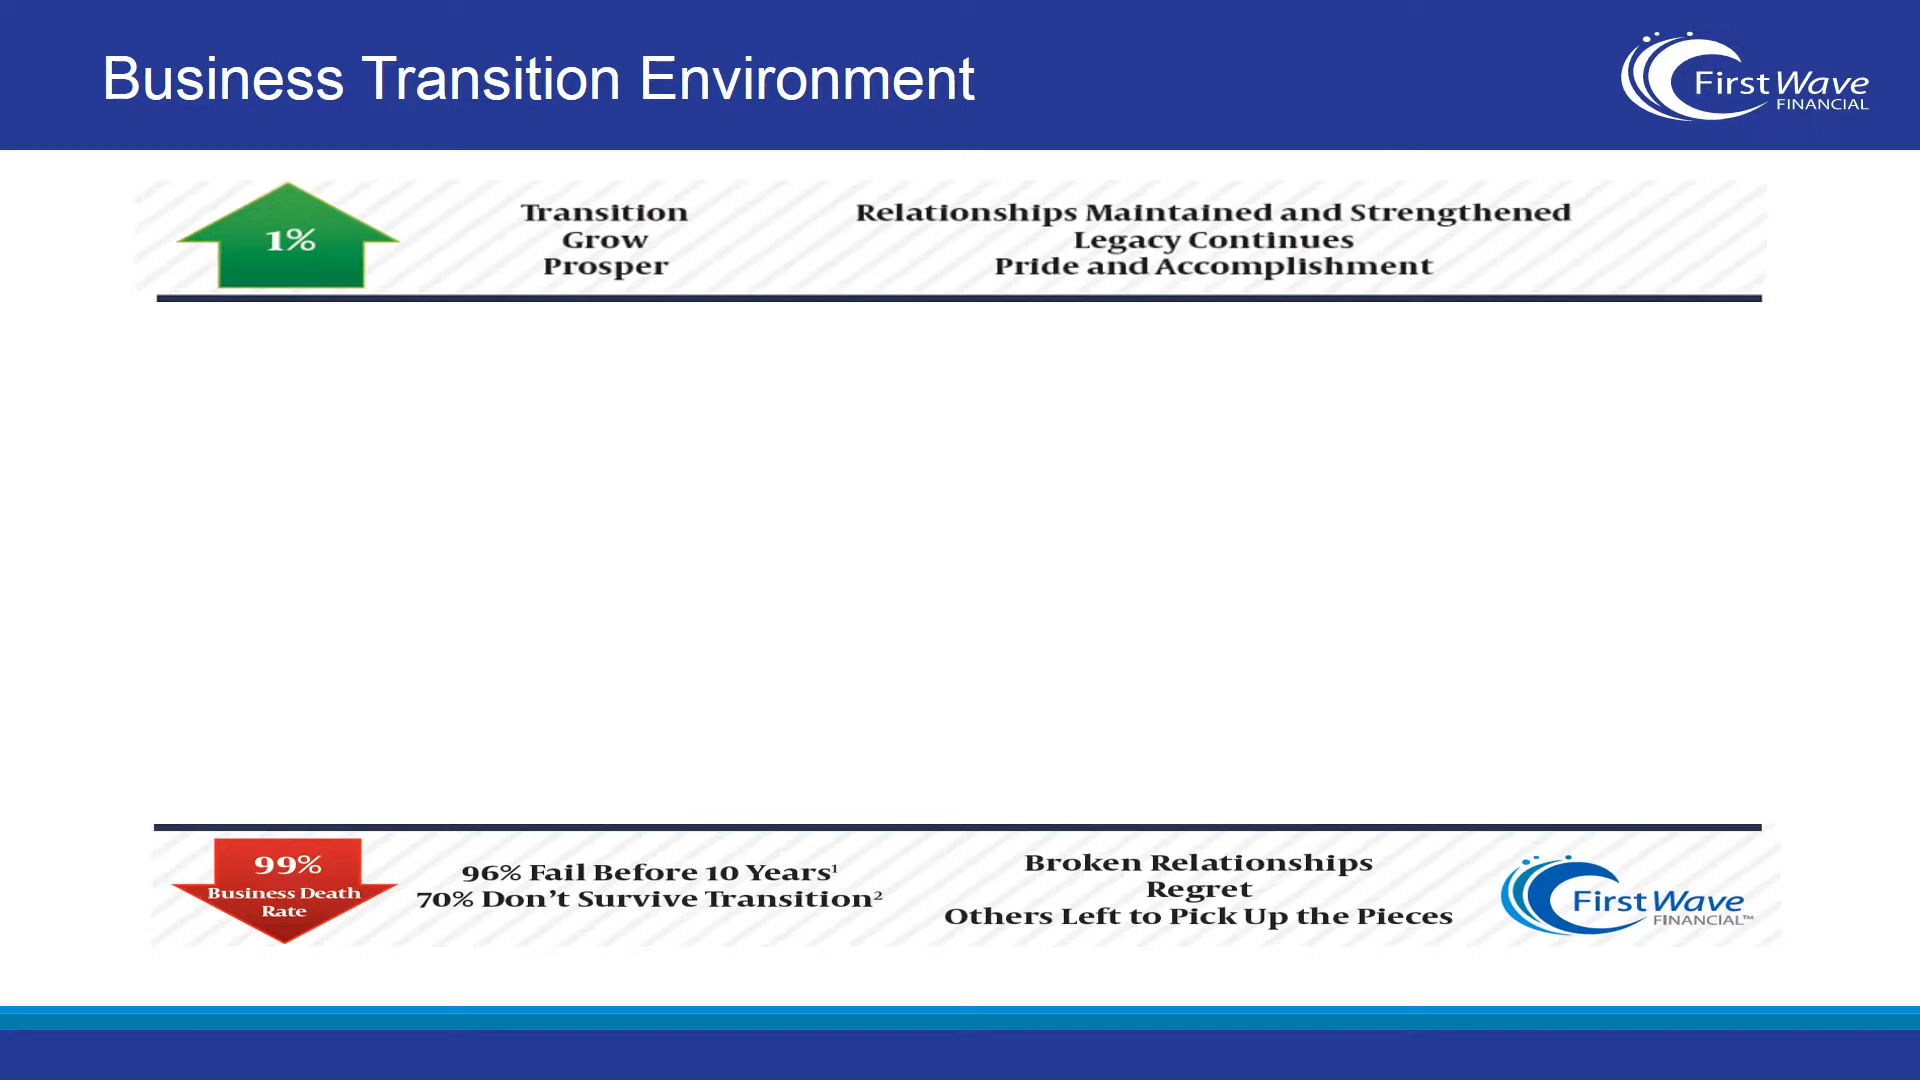 Business Transition Environment
First Wave
FINANCIAL
1%
Transition
Grow
Prosper
Relationships Maintained and Strengthened
Legacy Continues
Pride and Accomplishment
99%
Business Death
Rate
96% Fail Before 10 Years¹
70% Don’t Survive Transition²
Broken Relationships
Regret
Others Left to Pick Up the Pieces
First Wave
FINANCIAL™